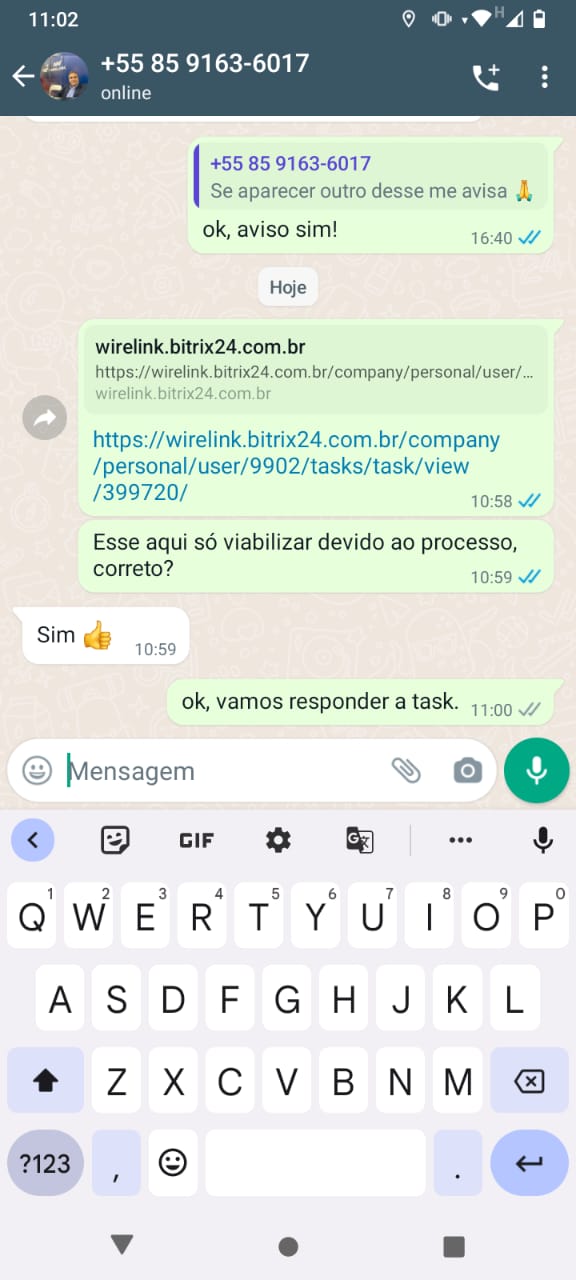 11:02
H
+55 85 9163-6017
online
+55 85 9163-6017
Se aparecer outro desse me avisa 🙏
ok, aviso sim!
16:40
Hoje
wirelink.bitrix24.com.br
https://wirelink.bitrix24.com.br/company/personal/user/...
wirelink.bitrix24.com.br
https://wirelink.bitrix24.com.br/company
/personal/user/9902/tasks/task/view
/399720/
10:58
Esse aqui só viabilizar devido ao processo,
correto?
10:59
Sim 👍
10:59
ok, vamos responder a task.
11:00
Mensagem
GIF
1 2 3 4 5 6 7 8 9 0
Q W E R T Y U I O P
A S D F G H J K L
Z X C V B N M
?123 , .